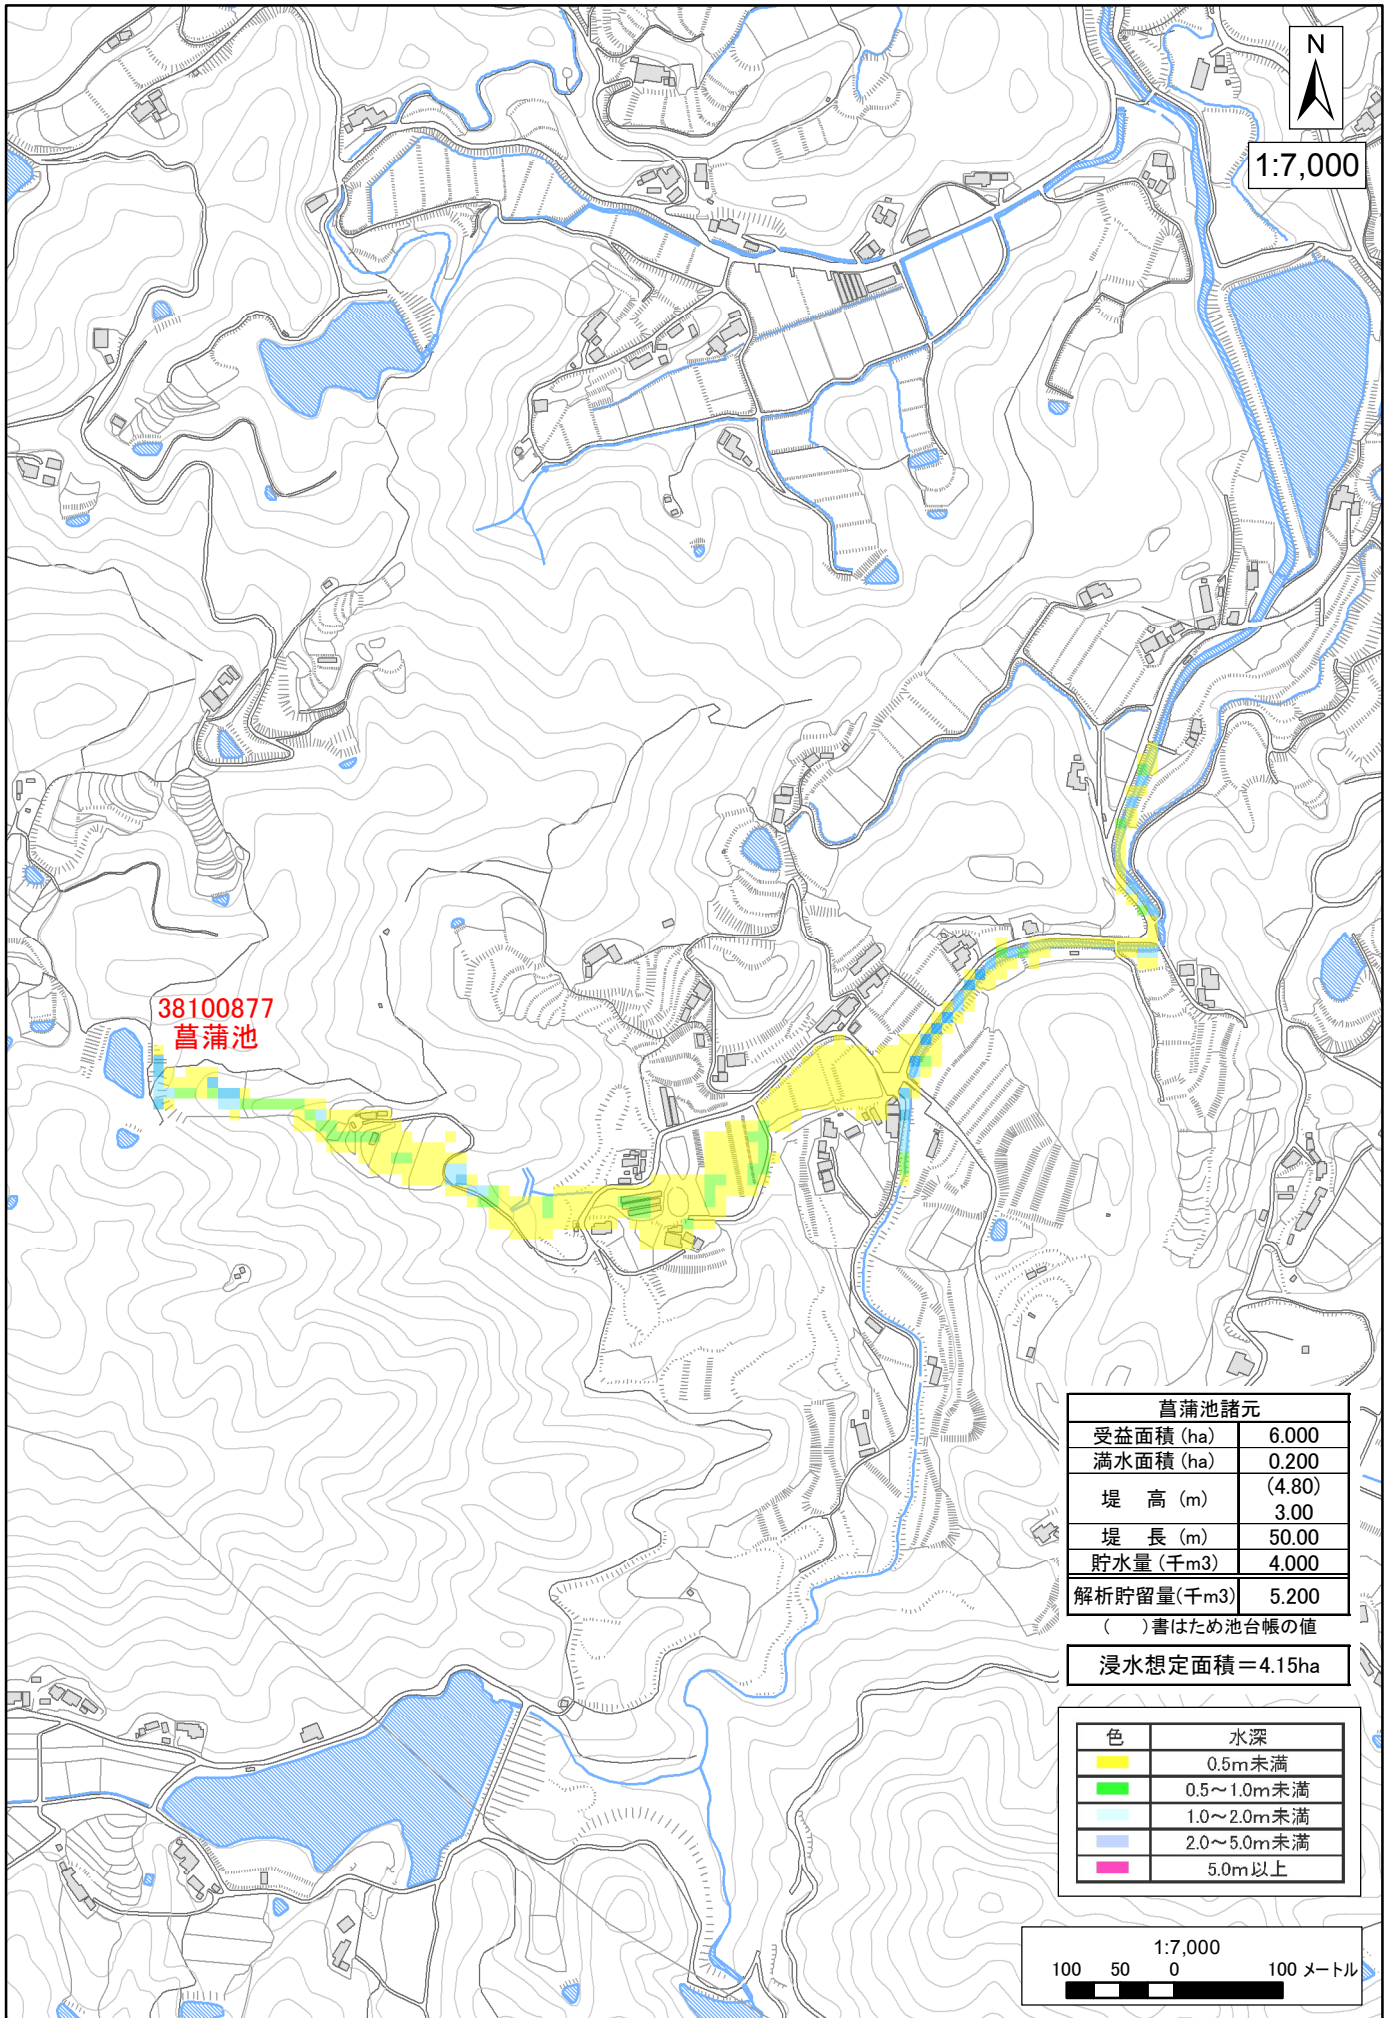 N
1:7,000
38100877
菖蒲池
菖蒲池諸元
受益面積 (ha) 6.000
満水面積 (ha) 0.200
堤 高 (m) (4.80)
3.00
堤 長 (m) 50.00
貯水量 (千m3) 4.000
解析貯留量(千m3) 5.200
( )書はため池台帳の値
浸水想定面積=4.15ha
色 水深
0.5m未満
0.5～1.0m未満
1.0～2.0m未満
2.0～5.0m未満
5.0m以上
1:7,000
100 50 0 100 メートル